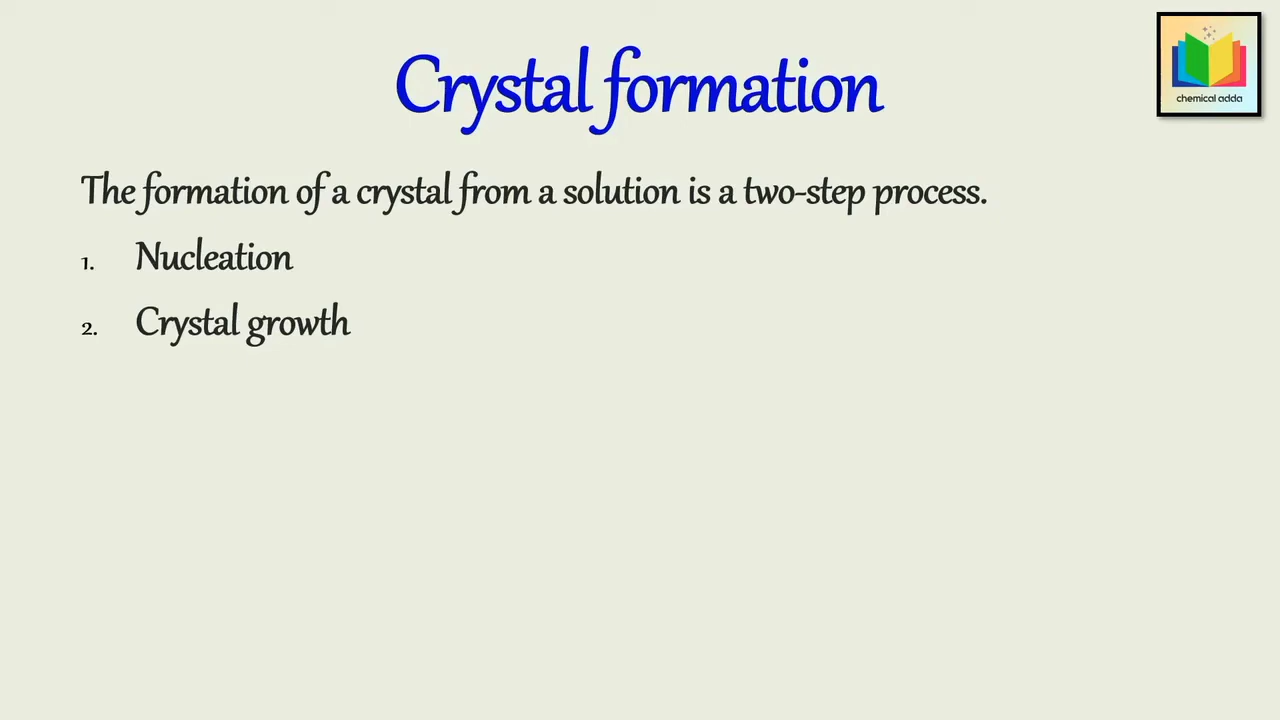 Crystal formation
chemical adda
The formation of a crystal from a solution is a two-step process.
1. Nucleation
2. Crystal growth